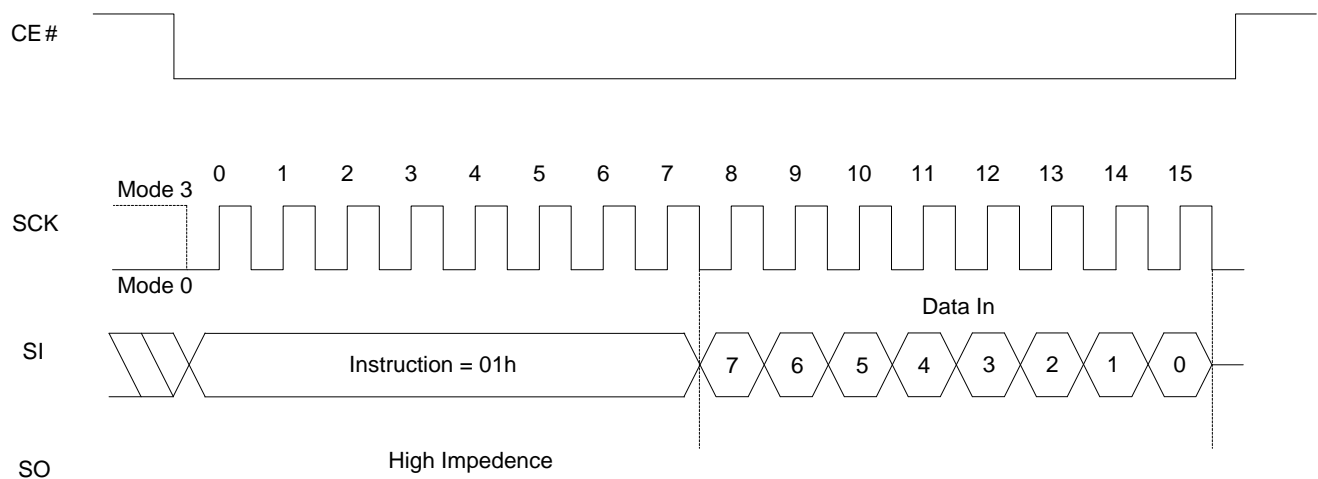 CE #
0 1 2 3 4 5 6 7 8 9 10 11 12 13 14 15
Mode 3
SCK
Mode 0
Data In
SI
Instruction = 01h
7 6 5 4 3 2 1 0
High Impedence
SO